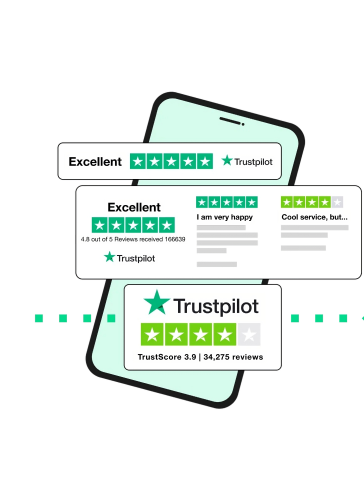 Excellent Trustpilot
Excellent
4.8 out of 5 Reviews received 166639
Trustpilot
I am very happy
Cool service, but...
Trustpilot
TrustScore 3.9 | 34,275 reviews